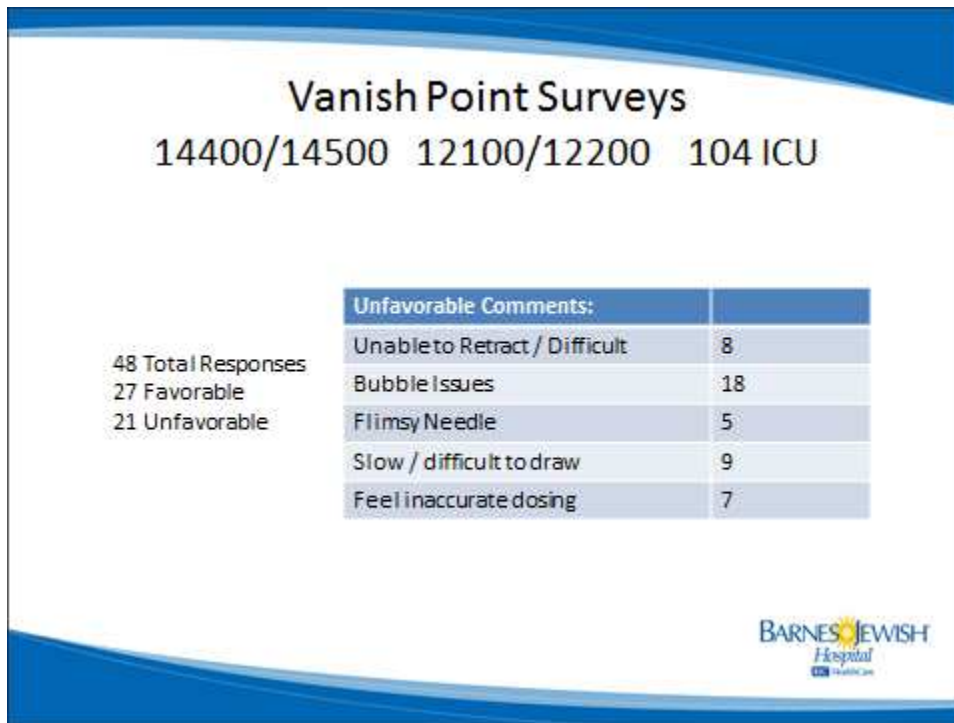 Vanish Point Surveys
14400/14500 12100/12200 104 ICU
48 Total Responses
27 Favorable
21 Unfavorable
Unfavorable Comments:
Unable to Retract / Difficult 8
Bubble Issues 18
Flimsy Needle 5
Slow / difficult to draw 9
Feel inaccurate dosing 7
BARNES JEWISH
Hospital
BJC HealthCare